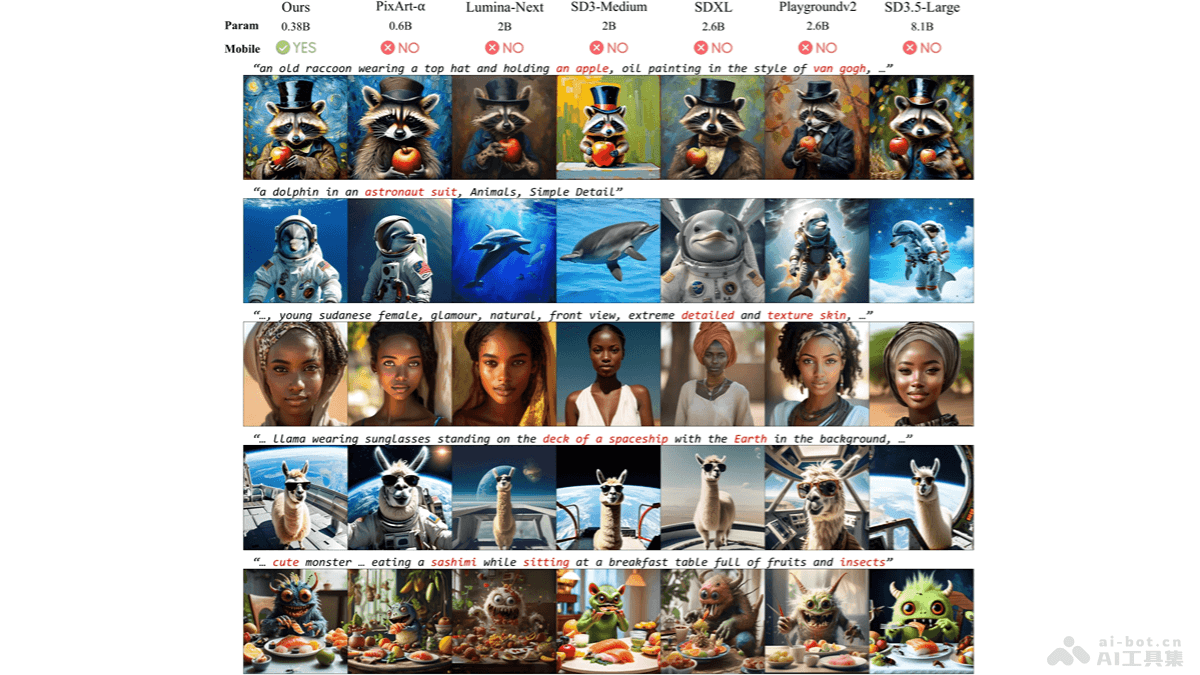 Ours PixArt-α Lumina-Next SD3-Medium SDXL Playgroundv2 SD3.5-Large
Param 0.38B 0.6B 2B 2B 2.6B 2.6B 8.1B
Mobile YES NO NO NO NO NO NO
“an old raccoon wearing a top hat and holding an apple, oil painting in the style of van gogh, …”
“a dolphin in an astronaut suit, Animals, Simple Detail”
“…, young sudanese female, glamour, natural, front view, extreme detailed and texture skin, …”
“… llama wearing sunglasses standing on the deck of a spaceship with the Earth in the background, …”
“… cute monster … eating a sashimi while sitting at a breakfast table full of fruits and insects”
ai-bot.cn
AI工具集